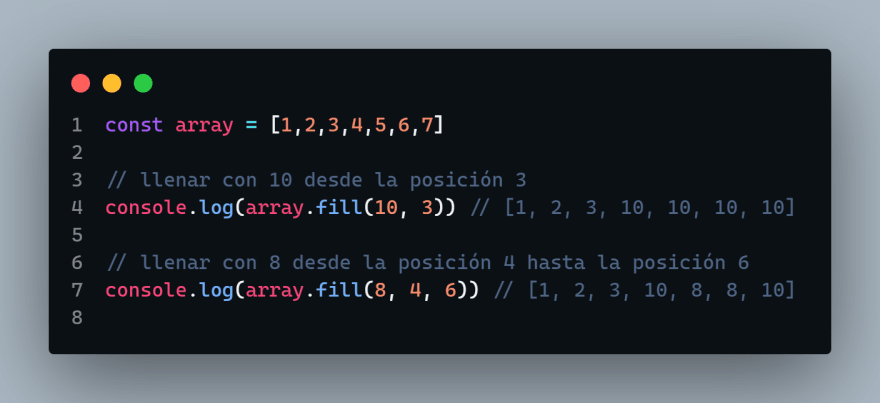 1 const array = [1,2,3,4,5,6,7]
2
3 // llenar con 10 desde la posición 3
4 console.log(array.fill(10, 3)) // [1, 2, 3, 10, 10, 10, 10]
5
6 // llenar con 8 desde la posición 4 hasta la posición 6
7 console.log(array.fill(8, 4, 6)) // [1, 2, 3, 10, 8, 8, 10]
8